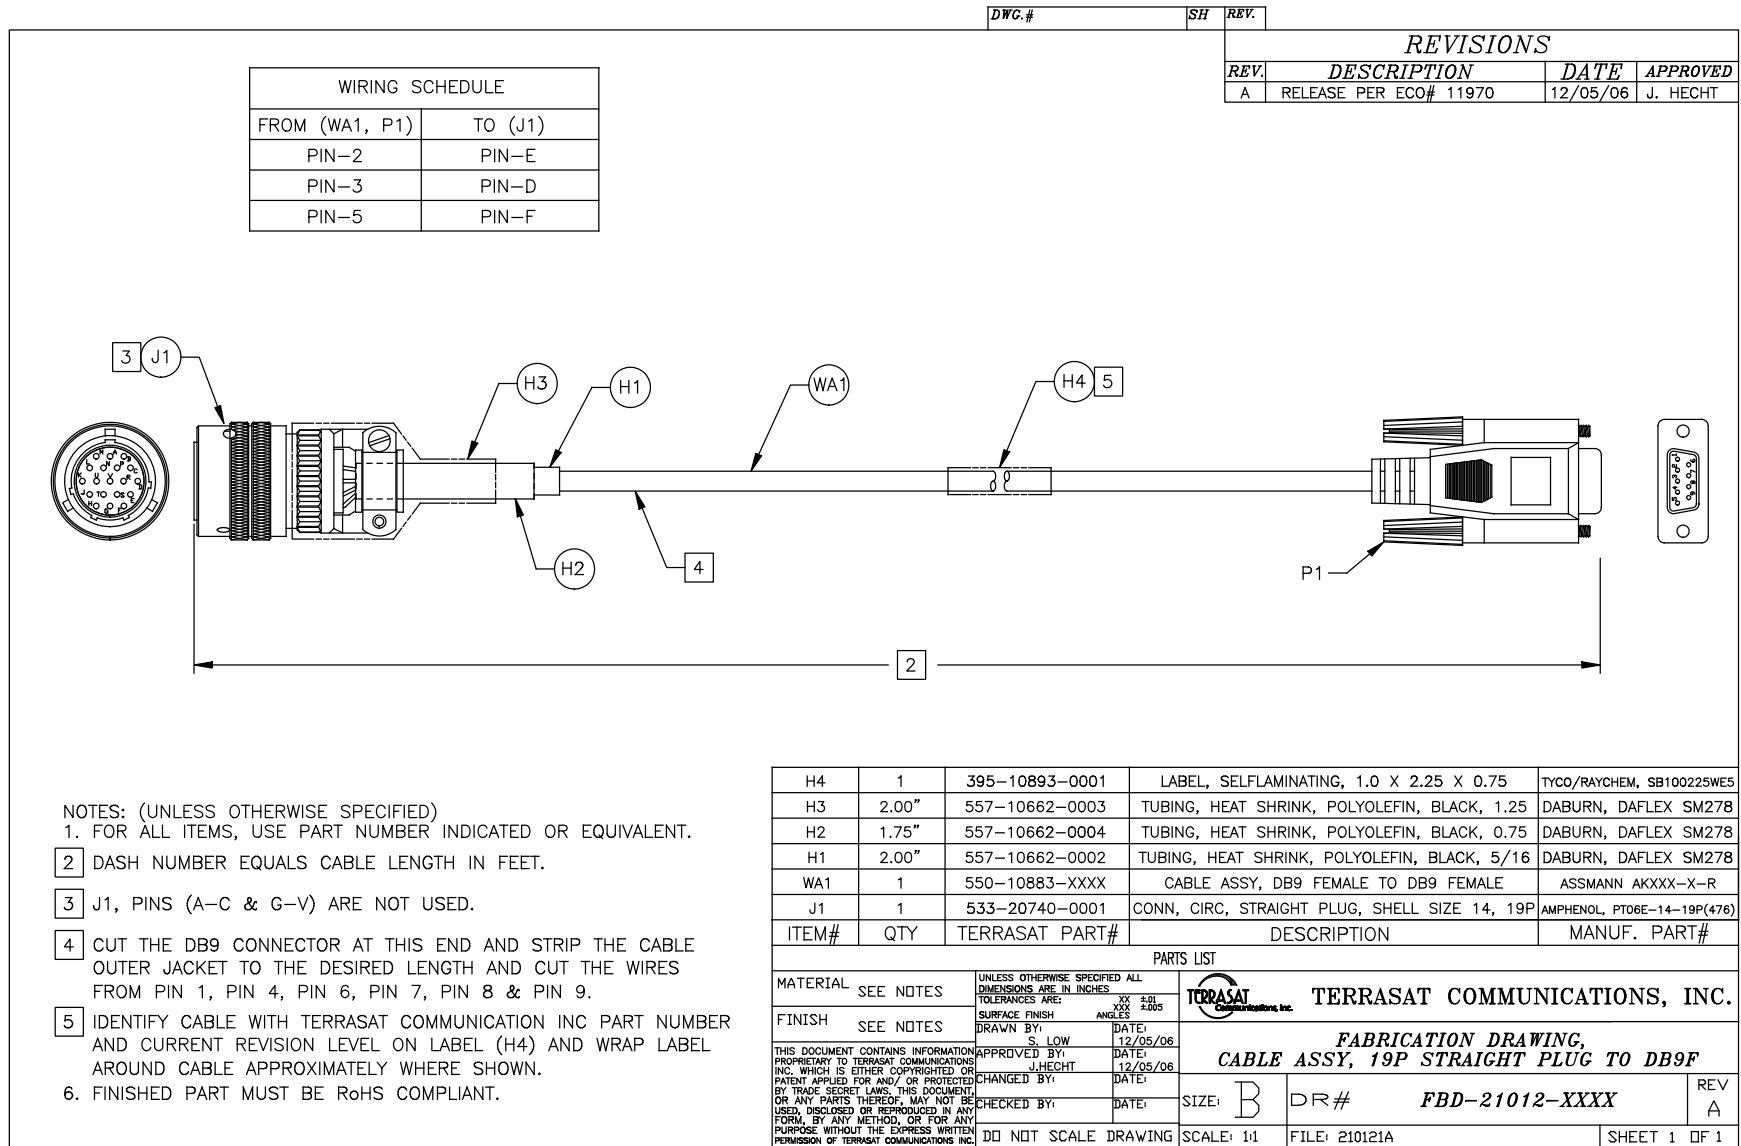 DWG.# SH REV.
REVISIONS
REV. DESCRIPTION DATE APPROVED
A RELEASE PER ECO# 11970 12/05/06 J. HECHT
WIRING SCHEDULE
FROM (WA1, P1) TO (J1)
PIN-2 PIN-E
PIN-3 PIN-D
PIN-5 PIN-F
3 J1
H3
H1
WA1
H4 5
H2
4
P1
2
NOTES: (UNLESS OTHERWISE SPECIFIED)
1. FOR ALL ITEMS, USE PART NUMBER INDICATED OR EQUIVALENT.
2 DASH NUMBER EQUALS CABLE LENGTH IN FEET.
3 J1, PINS (A-C & G-V) ARE NOT USED.
4 CUT THE DB9 CONNECTOR AT THIS END AND STRIP THE CABLE
OUTER JACKET TO THE DESIRED LENGTH AND CUT THE WIRES
FROM PIN 1, PIN 4, PIN 6, PIN 7, PIN 8 & PIN 9.
5 IDENTIFY CABLE WITH TERRASAT COMMUNICATION INC PART NUMBER
AND CURRENT REVISION LEVEL ON LABEL (H4) AND WRAP LABEL
AROUND CABLE APPROXIMATELY WHERE SHOWN.
6. FINISHED PART MUST BE RoHS COMPLIANT.
H4 1 395-10893-0001 LABEL, SELFLAMINATING, 1.0 X 2.25 X 0.75 TYCO/RAYCHEM, SB100225WE5
H3 2.00" 557-10662-0003 TUBING, HEAT SHRINK, POLYOLEFIN, BLACK, 1.25 DABURN, DAFLEX SM278
H2 1.75" 557-10662-0004 TUBING, HEAT SHRINK, POLYOLEFIN, BLACK, 0.75 DABURN, DAFLEX SM278
H1 2.00" 557-10662-0002 TUBING, HEAT SHRINK, POLYOLEFIN, BLACK, 5/16 DABURN, DAFLEX SM278
WA1 1 550-10883-XXXX CABLE ASSY, DB9 FEMALE TO DB9 FEMALE ASSMANN AKXXX-X-R
J1 1 533-20740-0001 CONN, CIRC, STRAIGHT PLUG, SHELL SIZE 14, 19P AMPHENOL, PT06E-14-19P(476)
ITEM# QTY TERRASAT PART# DESCRIPTION MANUF. PART#
PARTS LIST
MATERIAL SEE NOTES
FINISH SEE NOTES
THIS DOCUMENT CONTAINS INFORMATION
PROPRIETARY TO TERRASAT COMMUNICATIONS
INC. WHICH IS EITHER COPYRIGHTED OR
PATENT APPLIED FOR AND/ OR PROTECTED
BY TRADE SECRET LAWS. THIS DOCUMENT,
OR ANY PARTS THEREOF, MAY NOT BE
USED, DISCLOSED OR REPRODUCED IN ANY
FORM, BY ANY METHOD, OR FOR ANY
PURPOSE WITHOUT THE EXPRESS WRITTEN
PERMISSION OF TERRASAT COMMUNICATIONS INC.
UNLESS OTHERWISE SPECIFIED ALL
DIMENSIONS ARE IN INCHES
TOLERANCES ARE: XX ±.01
XXX ±.005
SURFACE FINISH ANGLES
DRAWN BY: DATE:
S. LOW 12/05/06
APPROVED BY: DATE:
J.HECHT 12/05/06
CHANGED BY: DATE:
CHECKED BY: DATE:
DO NOT SCALE DRAWING
TERRASAT
Communications, Inc.
TERRASAT COMMUNICATIONS, INC.
FABRICATION DRAWING,
CABLE ASSY, 19P STRAIGHT PLUG TO DB9F
SIZE: B DR# FBD-21012-XXXX REV A
SCALE: 1:1 FILE: 210121A SHEET 1 OF 1